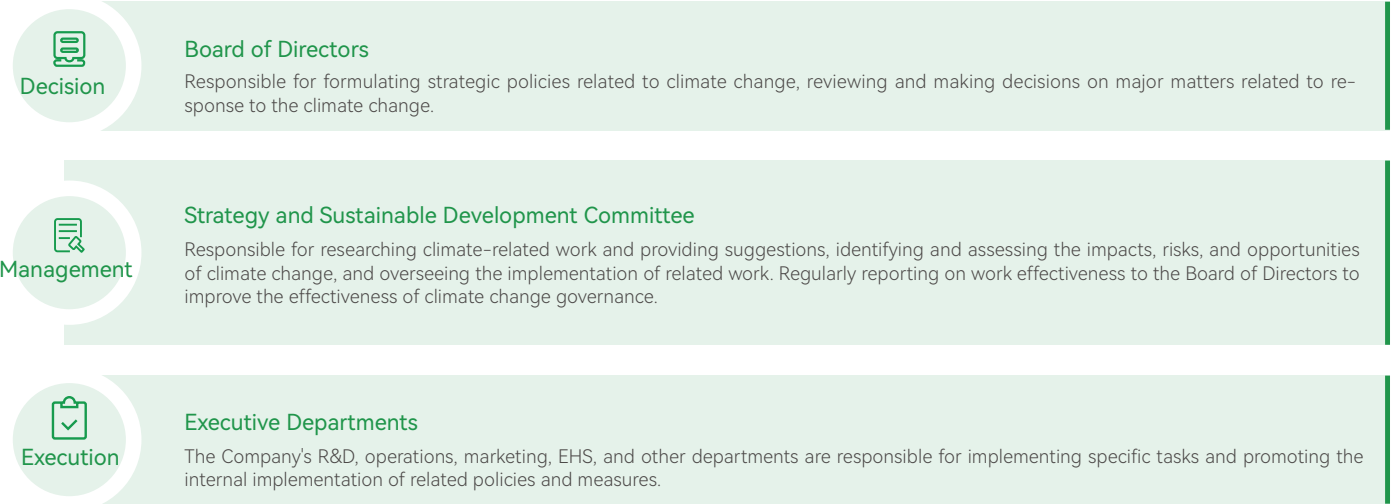 Decision
Board of Directors
Responsible for formulating strategic policies related to climate change, reviewing and making decisions on major matters related to re-
sponse to the climate change.
Management
Strategy and Sustainable Development Committee
Responsible for researching climate-related work and providing suggestions, identifying and assessing the impacts, risks, and opportunities
of climate change, and overseeing the implementation of related work. Regularly reporting on work effectiveness to the Board of Directors to
improve the effectiveness of climate change governance.
Execution
Executive Departments
The Company's R&D, operations, marketing, EHS, and other departments are responsible for implementing specific tasks and promoting the
internal implementation of related policies and measures.